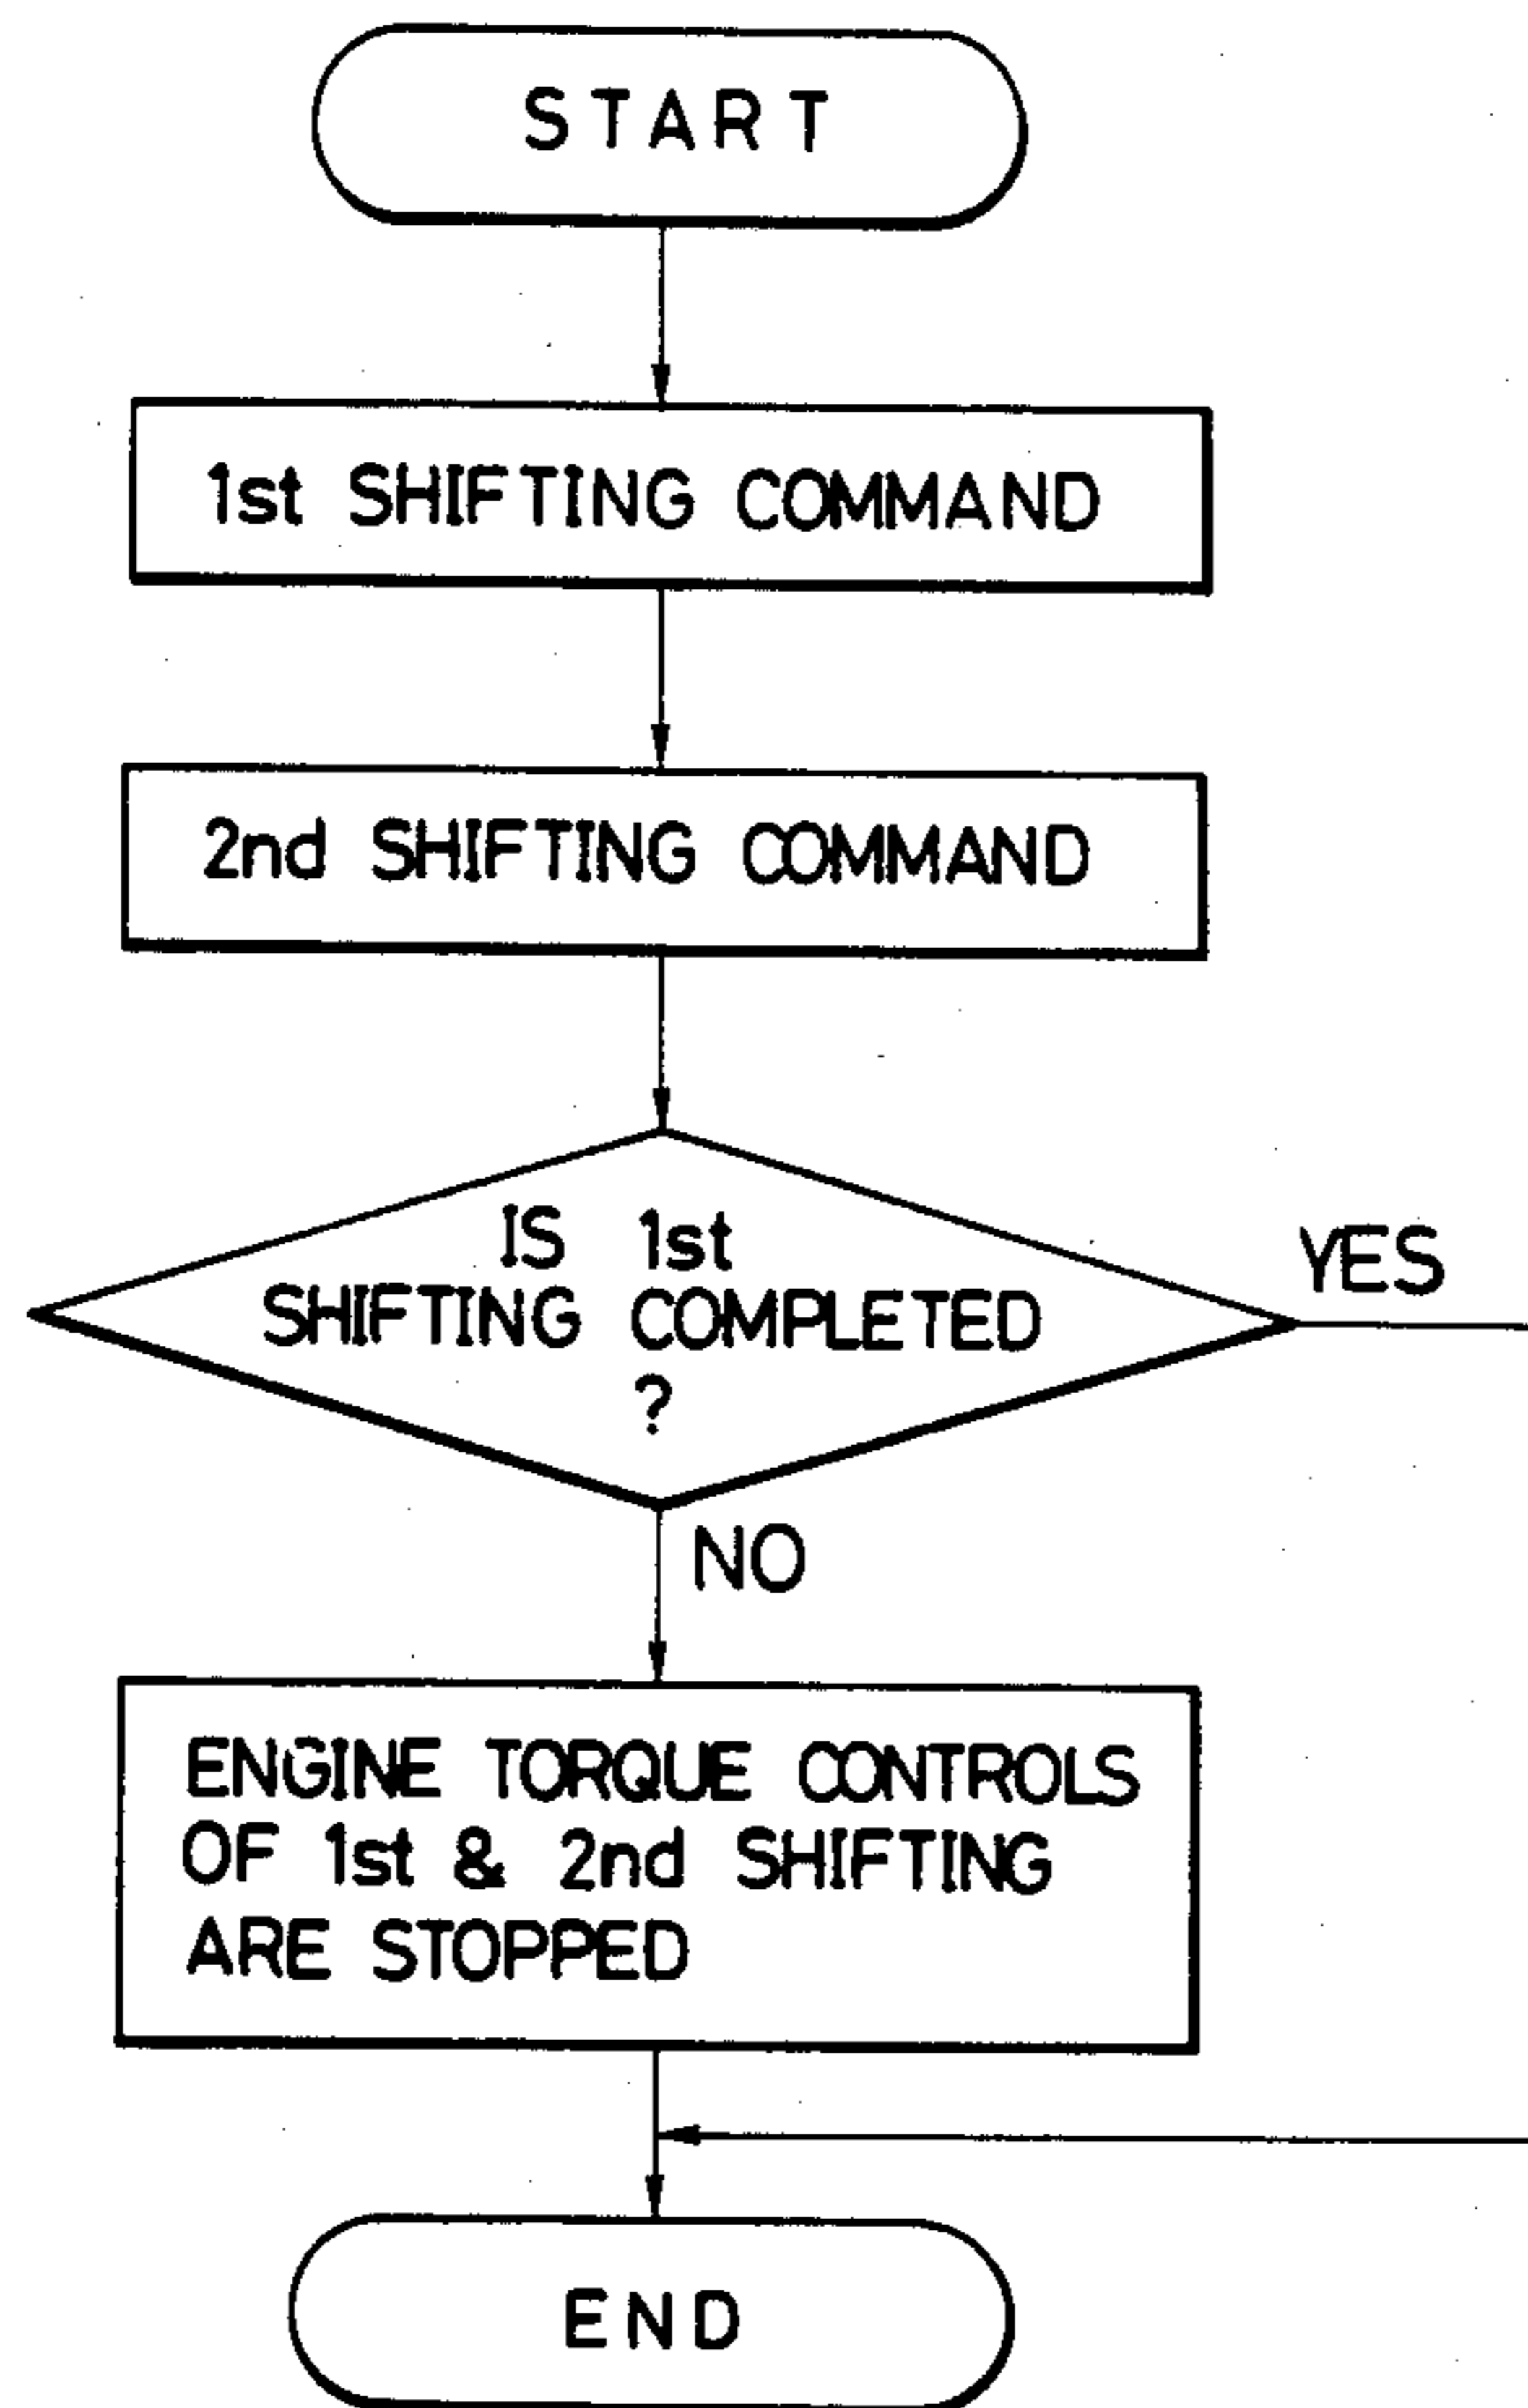 START
1st SHIFTING COMMAND
2nd SHIFTING COMMAND
IS 1st
SHIFTING COMPLETED
?
YES
NO
ENGINE TORQUE CONTROLS
OF 1st & 2nd SHIFTING
ARE STOPPED
END